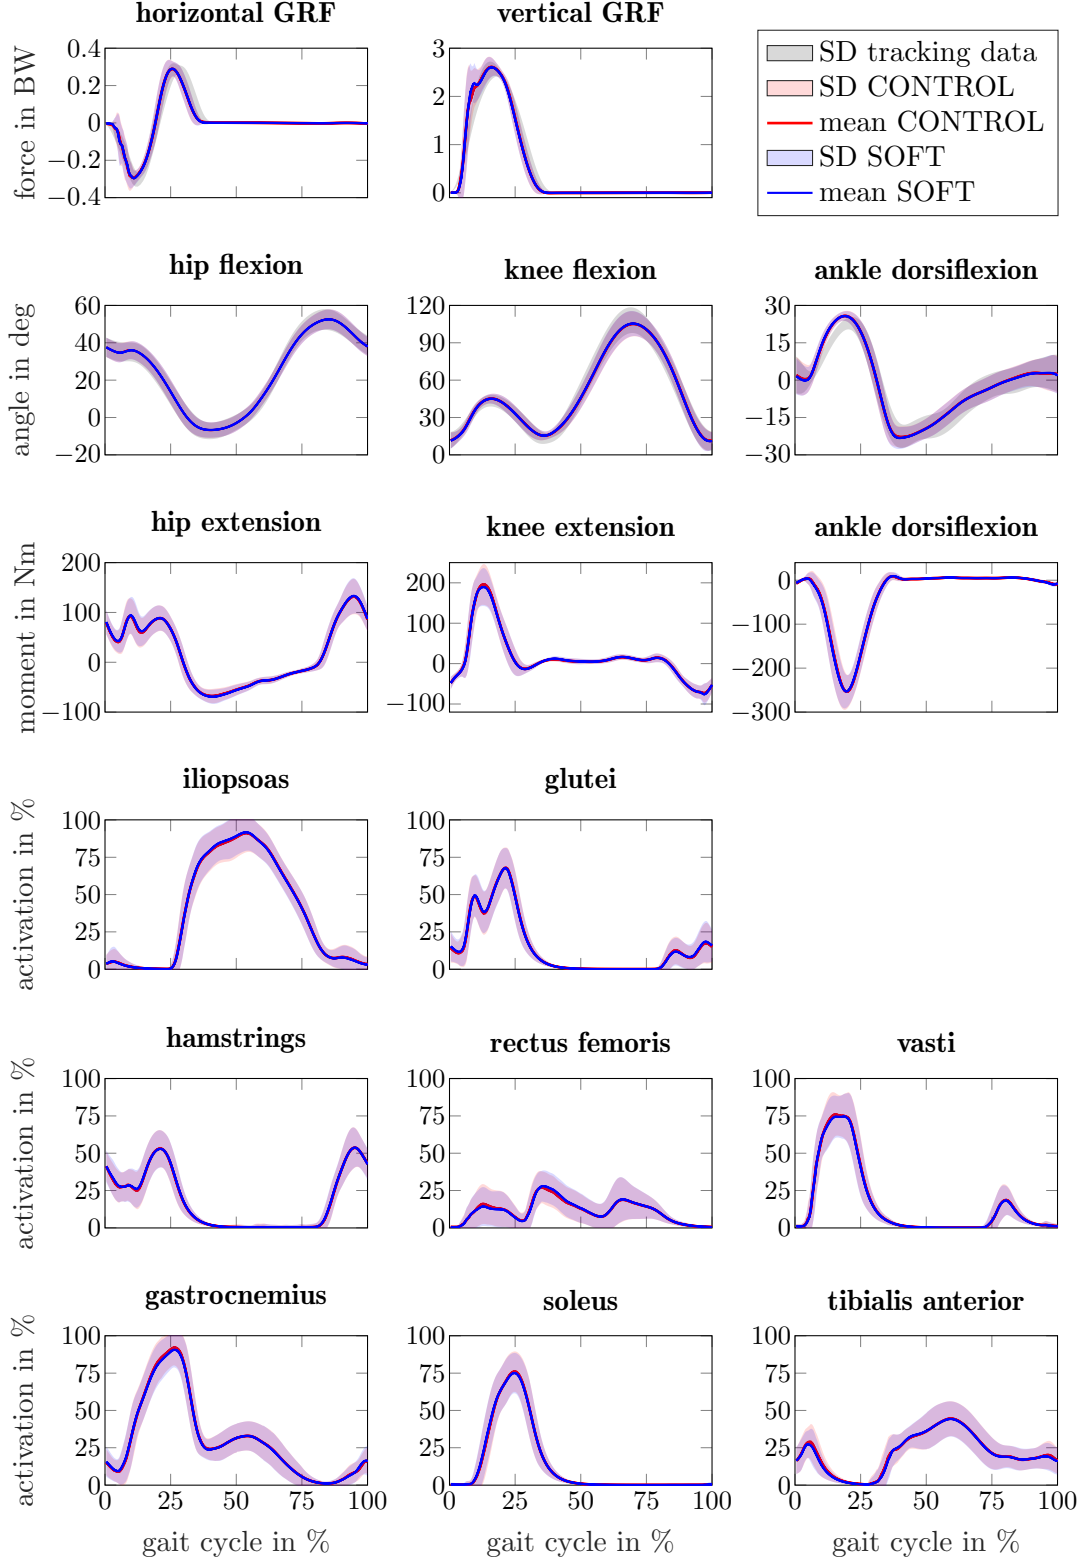 horizontal GRF
vertical GRF
force in BW
0.4
0.2
0
−0.2
−0.4
3
2
1
0
SD tracking data
SD CONTROL
mean CONTROL
SD SOFT
mean SOFT
hip flexion
knee flexion
ankle dorsiflexion
angle in deg
60
40
20
0
−20
120
90
60
30
0
30
15
0
−15
−30
hip extension
knee extension
ankle dorsiflexion
moment in Nm
200
100
0
−100
200
100
0
−100
0
−100
−200
−300
iliopsoas
glutei
activation in %
100
75
50
25
0
100
75
50
25
0
hamstrings
rectus femoris
vasti
activation in %
100
75
50
25
0
100
75
50
25
0
100
75
50
25
0
gastrocnemius
soleus
tibialis anterior
activation in %
100
75
50
25
0
100
75
50
25
0
100
75
50
25
0
0 25 50 75 100
0 25 50 75 100
0 25 50 75 100
gait cycle in %
gait cycle in %
gait cycle in %